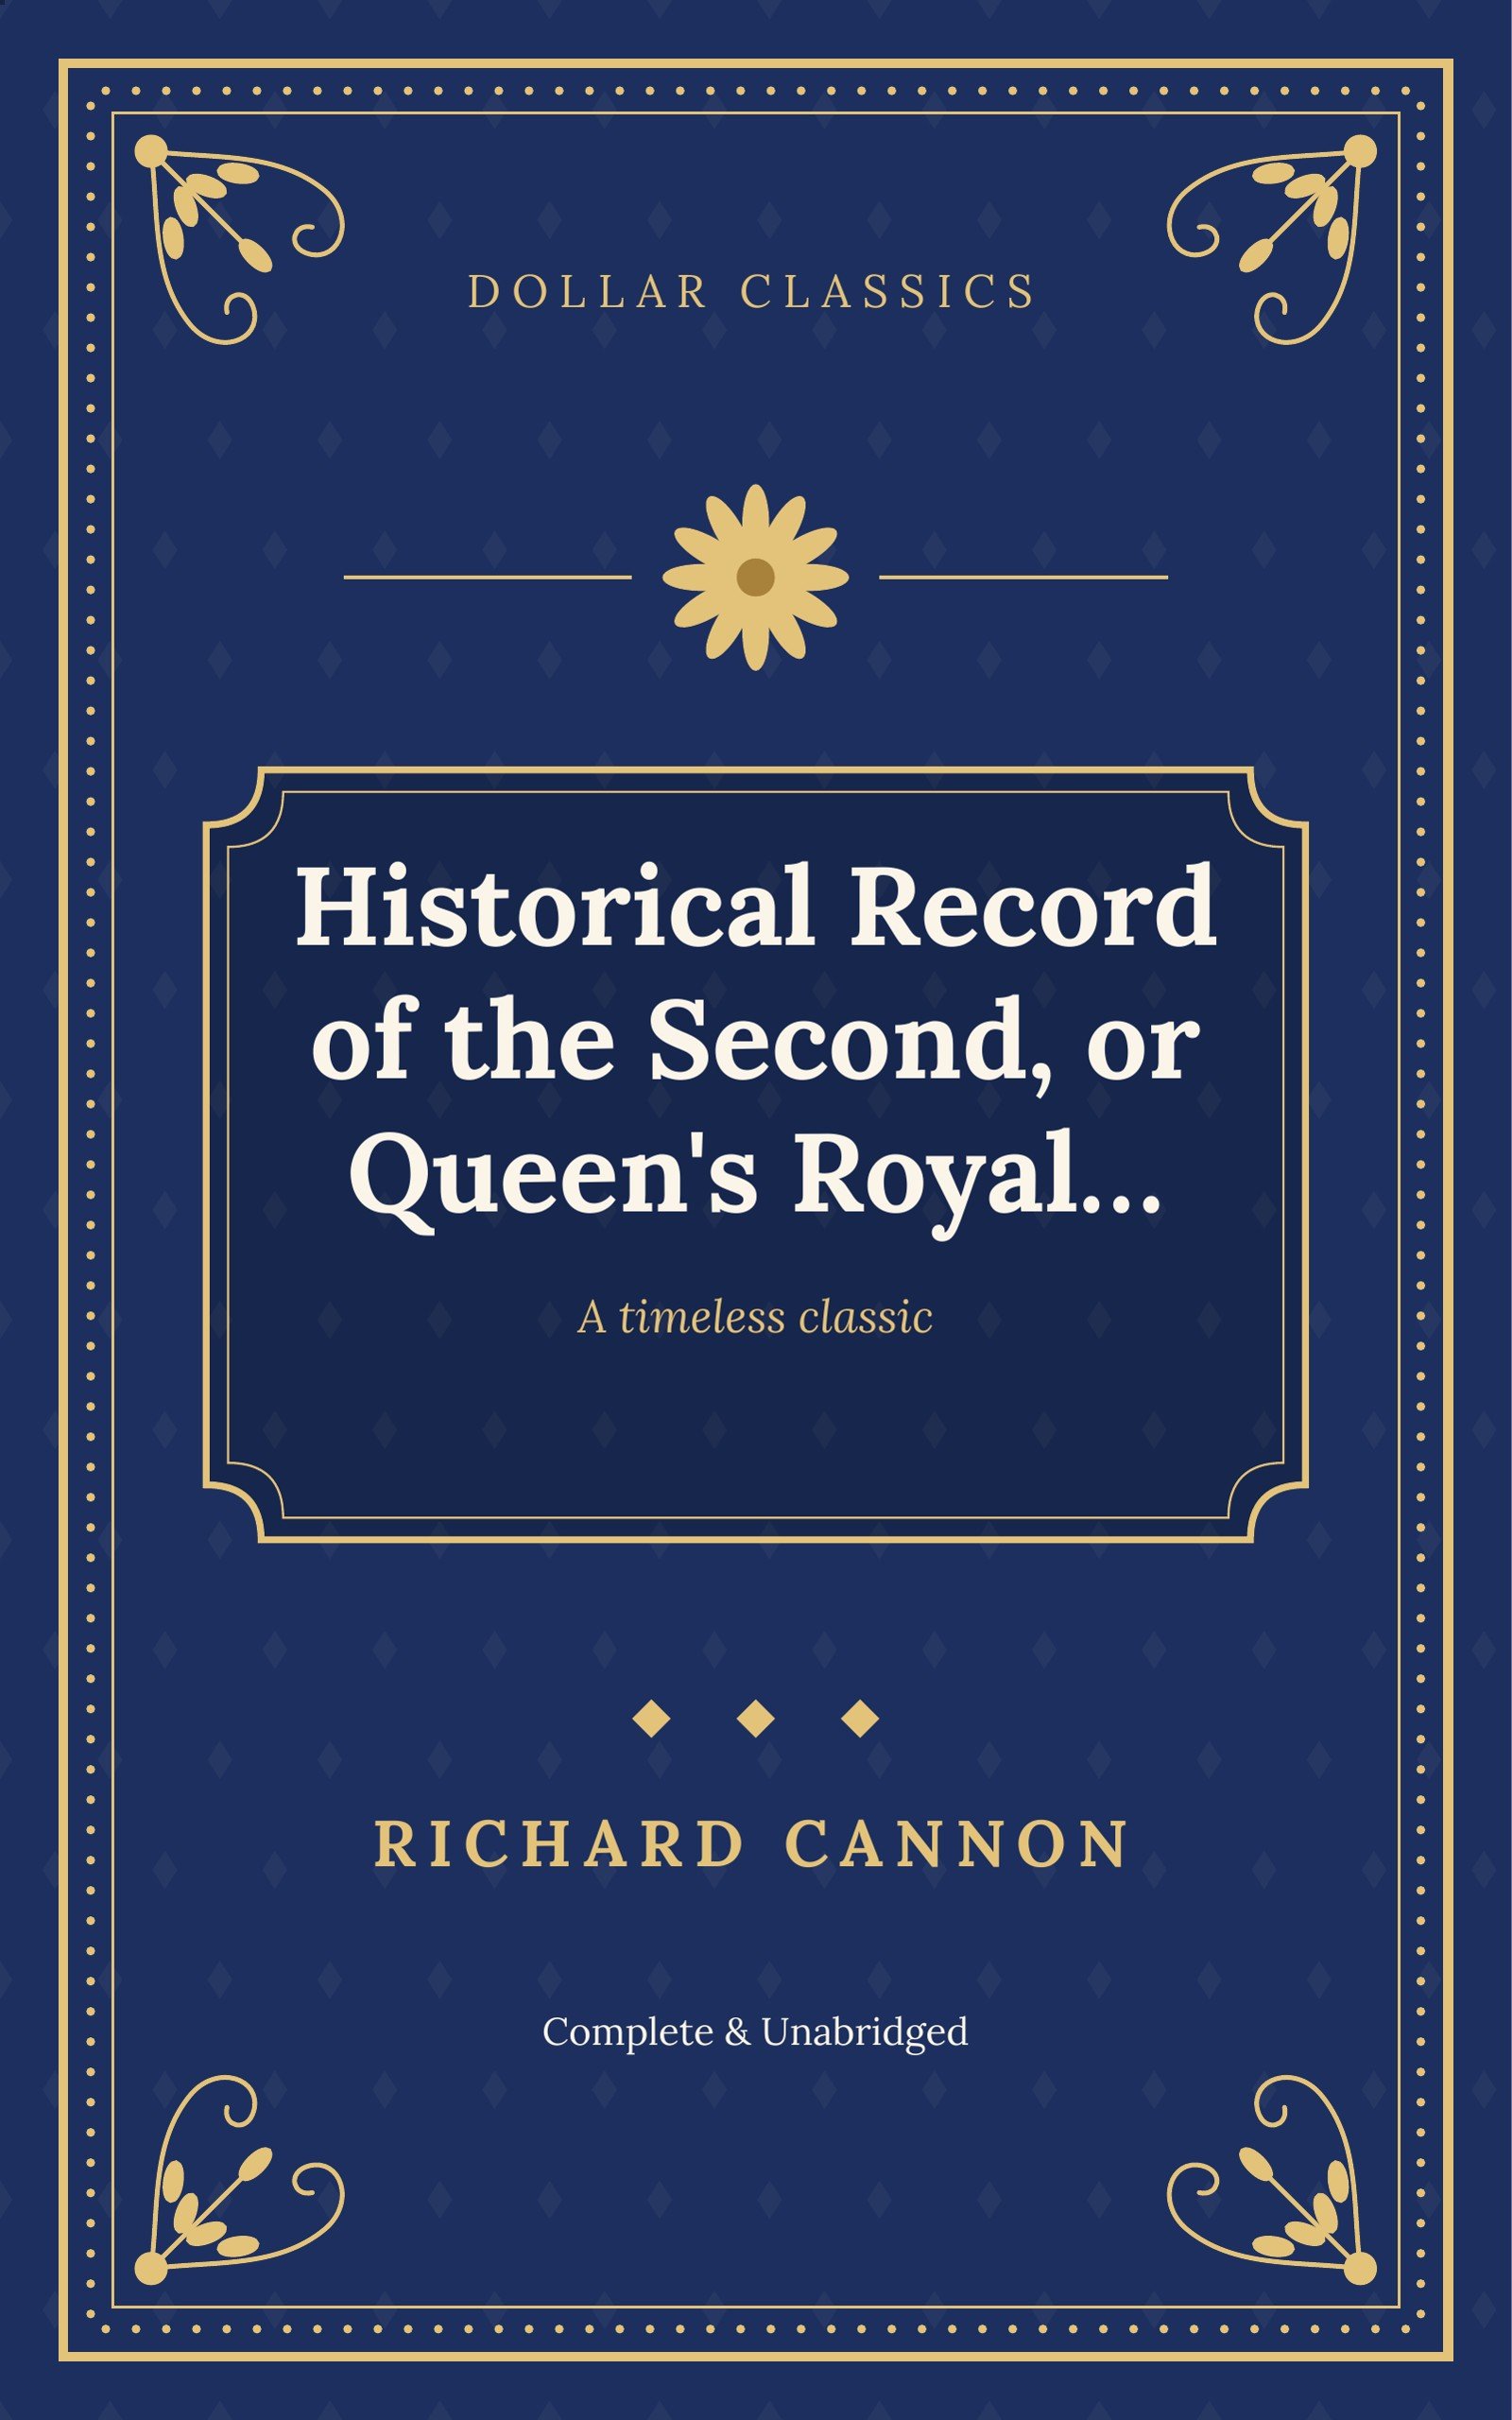 DOLLAR CLASSICS
Historical Record
of the Second, or
Queen's Royal...
A timeless classic
RICHARD CANNON
Complete & Unabridged